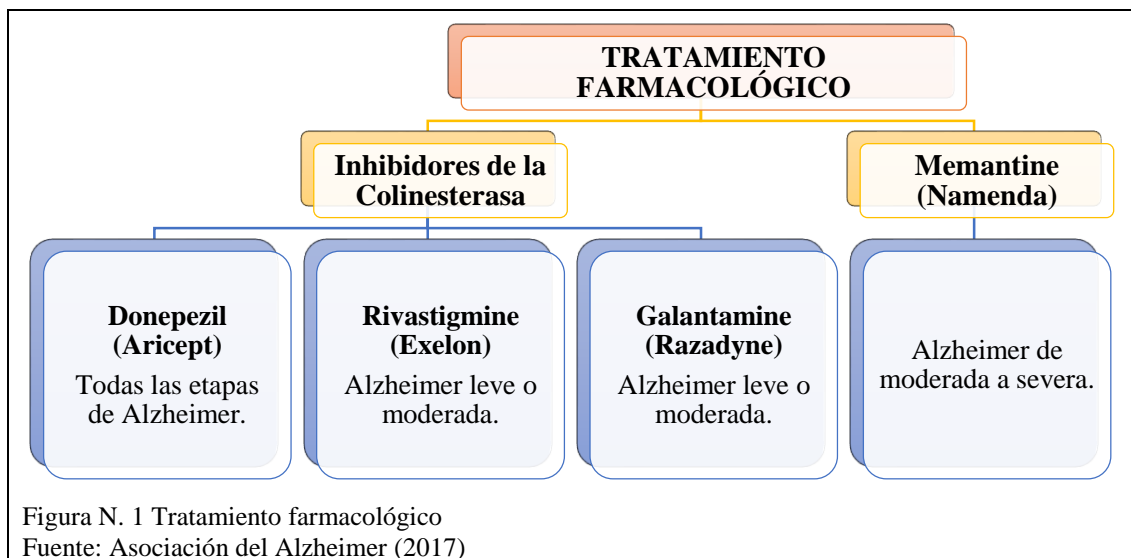 TRATAMIENTO
FARMACOLÓGICO
Inhibidores de la
Colinesterasa
Memantine
(Namenda)
Donepezil
(Aricept)
Todas las etapas
de Alzheimer.
Rivastigmine
(Exelon)
Alzheimer leve o
moderada.
Galantamine
(Razadyne)
Alzheimer leve o
moderada.
Alzheimer de
moderada a severa.
Figura N. 1 Tratamiento farmacológico
Fuente: Asociación del Alzheimer (2017)